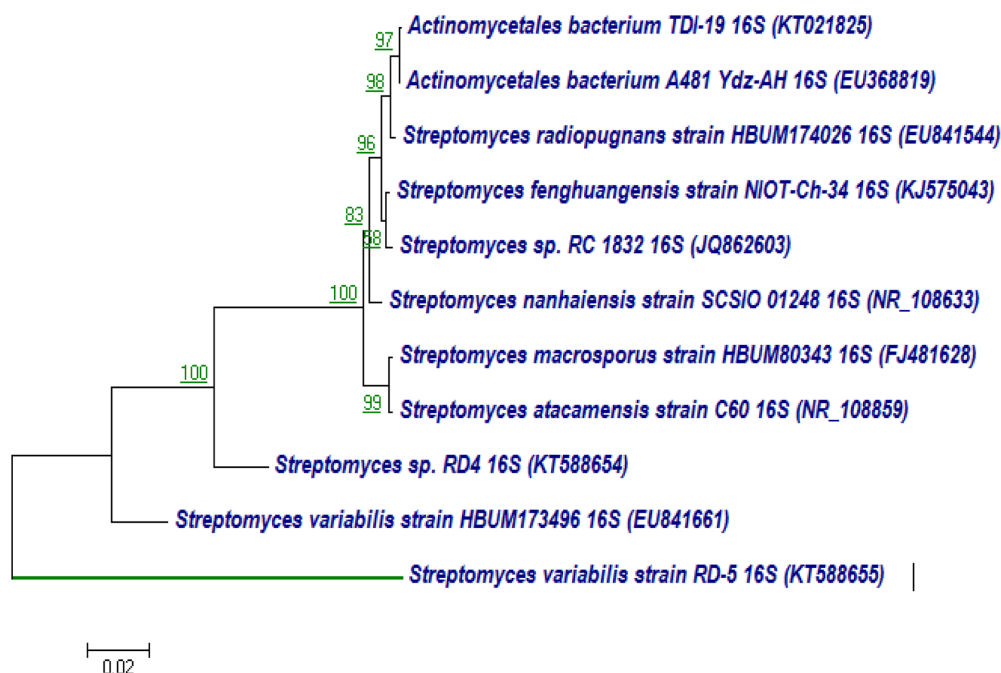 Actinomycetales bacterium TDI-19 16S (KT021825)
97
Actinomycetales bacterium A481 Ydz-AH 16S (EU368819)
98
Streptomyces radiopugnans strain HBUM174026 16S (EU841544)
96
Streptomyces fenghuangensis strain NIOT-Ch-34 16S (KJ575043)
83
58
Streptomyces sp. RC 1832 16S (JQ862603)
100
Streptomyces nanhaiensis strain SCSIO 01248 16S (NR_108633)
Streptomyces macrosporus strain HBUM80343 16S (FJ481628)
100
99
Streptomyces atacamensis strain C60 16S (NR_108859)
Streptomyces sp. RD4 16S (KT588654)
Streptomyces variabilis strain HBUM173496 16S (EU841661)
Streptomyces variabilis strain RD-5 16S (KT588655)
0.02